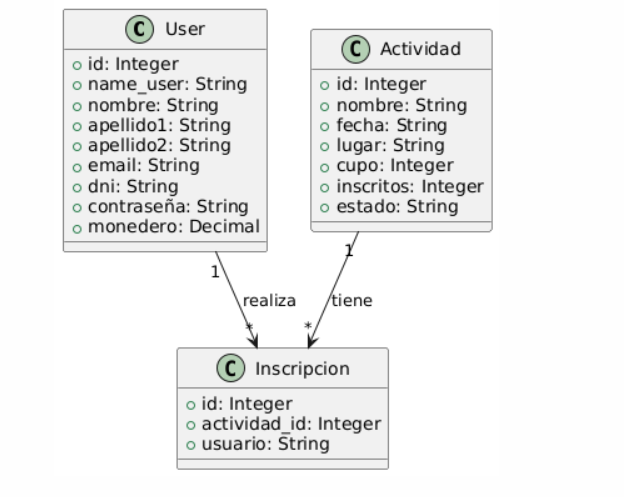 C User
id: Integer
name_user: String
nombre: String
apellido1: String
apellido2: String
email: String
dni: String
contraseña: String
monedero: Decimal
C Actividad
id: Integer
nombre: String
fecha: String
lugar: String
cupo: Integer
inscritos: Integer
estado: String
1
1
realiza
tiene
*
*
C Inscripcion
id: Integer
actividad_id: Integer
usuario: String